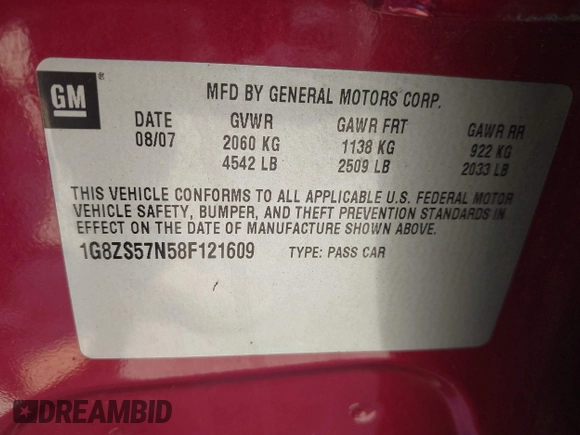 GM®
MFD BY GENERAL MOTORS CORP.
DATE GVWR GAWR FRT GAWR RR
08/07 2060 KG 1138 KG 922 KG
4542 LB 2509 LB 2033 LB
THIS VEHICLE CONFORMS TO ALL APPLICABLE U.S. FEDERAL MOTOR
VEHICLE SAFETY, BUMPER, AND THEFT PREVENTION STANDARDS IN
EFFECT ON THE DATE OF MANUFACTURE SHOWN ABOVE.
1G8ZS57N58F121609 TYPE: PASS CAR
DREAMBID